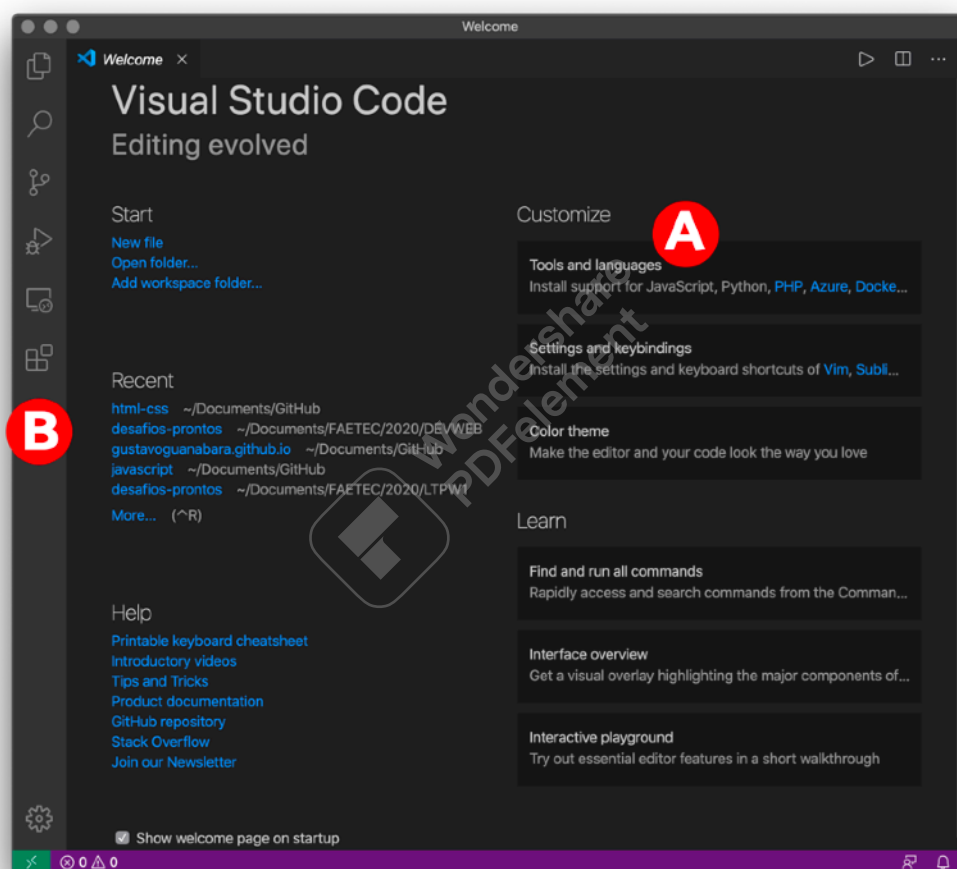 Welcome
Welcome
Visual Studio Code
Editing evolved
Start
New file
Open folder...
Add workspace folder...
Recent
html-css ~/Documents/GitHub
desafios-prontos ~/Documents/FAETEC/2020/DEVWEB
gustavoguanabara.github.io ~/Documents/GitHub
javascript ~/Documents/GitHub
desafios-prontos ~/Documents/FAETEC/2020/LTPW1
More... (^R)
Help
Printable keyboard cheatsheet
Introductory videos
Tips and Tricks
Product documentation
GitHub repository
Stack Overflow
Join our Newsletter
Customize
A
Tools and languages
Install support for JavaScript, Python, PHP, Azure, Docke...
Settings and keybindings
Install the settings and keyboard shortcuts of Vim, Subli...
Color theme
Make the editor and your code look the way you love
Learn
Find and run all commands
Rapidly access and search commands from the Comman...
Interface overview
Get a visual overlay highlighting the major components of...
Interactive playground
Try out essential editor features in a short walkthrough
B
Wondershare
PDFelement
Show welcome page on startup
0 0